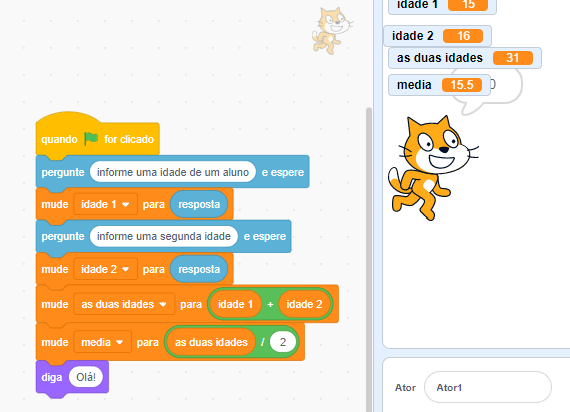 quando for clicado
pergunte informe uma idade de um aluno e espere
mude idade 1 para resposta
pergunte informe uma segunda idade e espere
mude idade 2 para resposta
mude as duas idades para idade 1 + idade 2
mude media para as duas idades / 2
diga Olá!
idade 1 15
idade 2 16
as duas idades 31
media 15.5
Ator Ator1